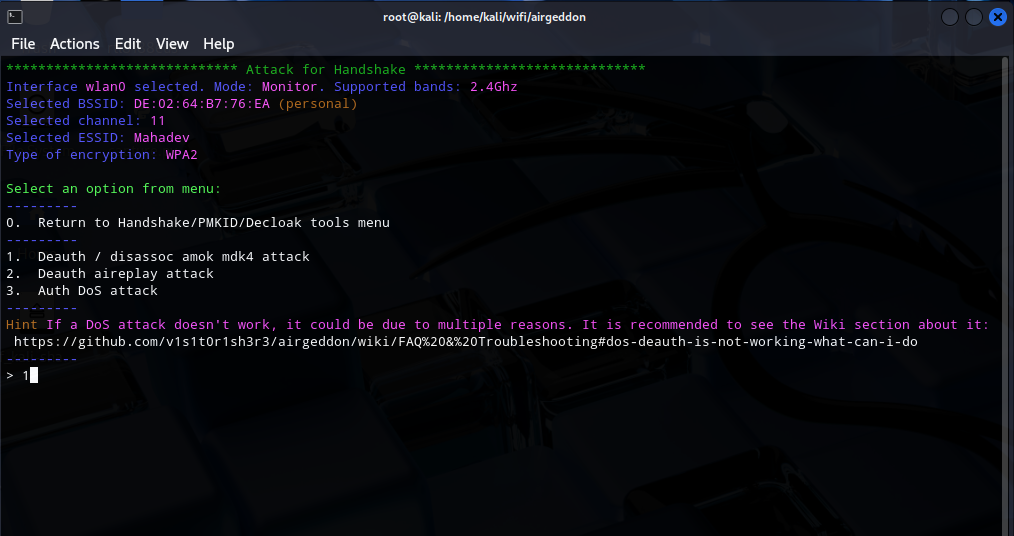 root@kali: /home/kali/wifi/airgeddon
File Actions Edit View Help
***************************** Attack for Handshake *****************************
Interface wlan0 selected. Mode: Monitor. Supported bands: 2.4Ghz
Selected BSSID: DE:02:64:B7:76:EA (personal)
Selected channel: 11
Selected ESSID: Mahadev
Type of encryption: WPA2
Select an option from menu:
---------
0.  Return to Handshake/PMKID/Decloak tools menu
---------
1.  Deauth / disassoc amok mdk4 attack
2.  Deauth aireplay attack
3.  Auth DoS attack
---------
Hint If a DoS attack doesn't work, it could be due to multiple reasons. It is recommended to see the Wiki section about it:
https://github.com/v1s1t0r1sh3r3/airgeddon/wiki/FAQ%20&%20Troubleshooting#dos-deauth-is-not-working-what-can-i-do
---------
> 1